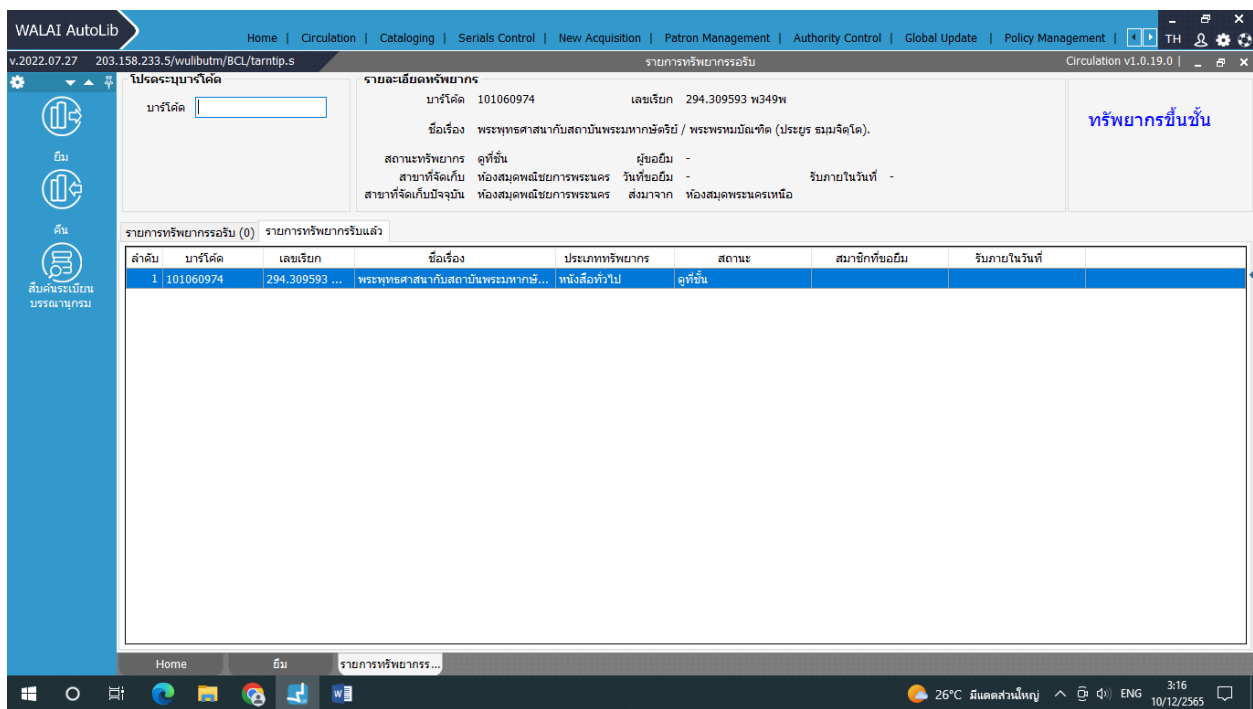 WALAI AutoLib
Home | Circulation | Cataloging | Serials Control | New Acquisition | Patron Management | Authority Control | Global Update | Policy Management | TH
v.2022.07.27 203.158.233.5/wulibutm/BCL/tarntip.s รายการทรัพยากรรอรับ Circulation v1.0.19.0 |
โปรดระบุบาร์โค้ด
บาร์โค้ด
รายละเอียดทรัพยากร
บาร์โค้ด 101060974 เลขเรียก 294.309593 พ349พ
ชื่อเรื่อง พระพุทธศาสนากับสถาบันพระมหากษัตริย์ / พระพรหมบัณฑิต (ประยูร ธมฺมจิตฺโต).
สถานะทรัพยากร ดูที่ชั้น ผู้ขอยืม -
สาขาที่จัดเก็บ ห้องสมุดพณิชยการพระนคร วันที่ขอยืม - รับภายในวันที่ -
สาขาที่จัดเก็บปัจจุบัน ห้องสมุดพณิชยการพระนคร ส่งมาจาก ห้องสมุดพระนครเหนือ
ทรัพยากรขึ้นชั้น
ยืม
คืน
สืบค้นระเบียน
บรรณานุกรม
รายการทรัพยากรรอรับ (0) รายการทรัพยากรรับแล้ว
ลำดับ บาร์โค้ด เลขเรียก ชื่อเรื่อง ประเภททรัพยากร สถานะ สมาชิกที่ขอยืม รับภายในวันที่
1 101060974 294.309593 ... พระพุทธศาสนากับสถาบันพระมหากษั... หนังสือทั่วไป ดูที่ชั้น
Home ยืม รายการทรัพยากรร...
26°C มีแดดส่วนใหญ่ ENG 3:16
10/12/2565